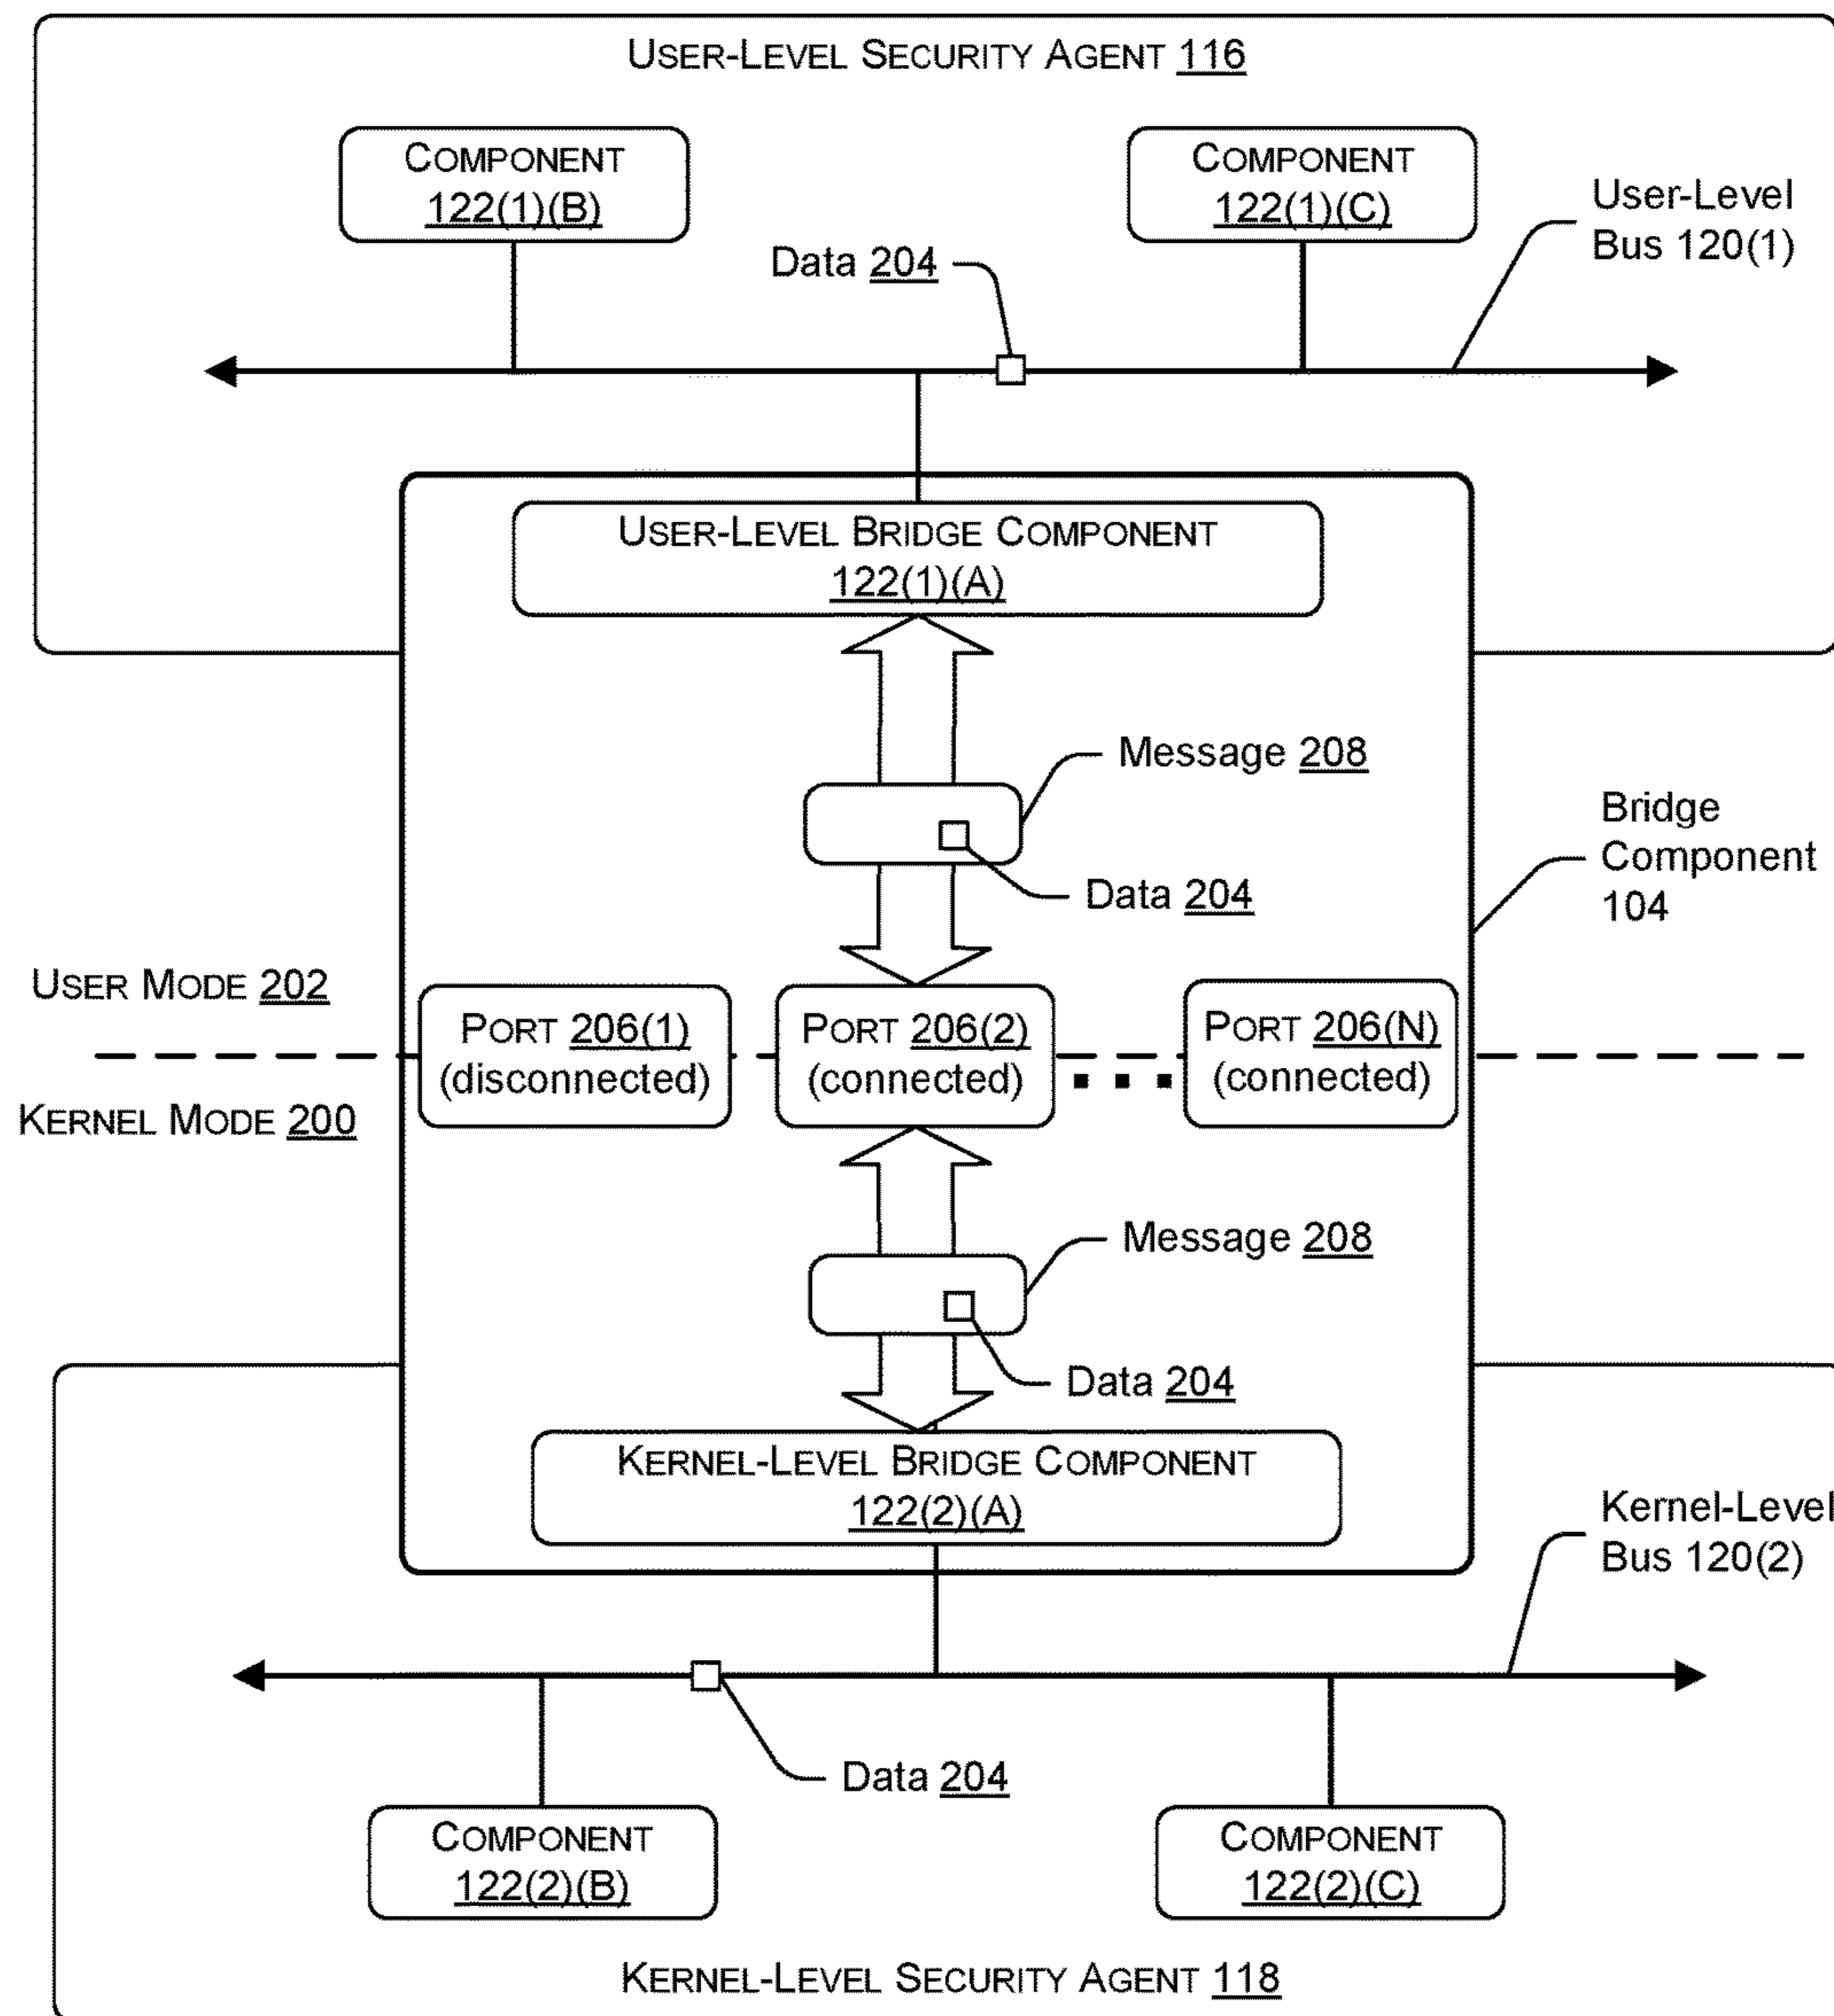 USER-LEVEL SECURITY AGENT 116
COMPONENT
122(1)(B)
COMPONENT
122(1)(C)
User-Level
Bus 120(1)
Data 204
USER-LEVEL BRIDGE COMPONENT
122(1)(A)
Message 208
Data 204
Bridge
Component
104
USER MODE 202
KERNEL MODE 200
PORT 206(1)
(disconnected)
PORT 206(2)
(connected)
PORT 206(N)
(connected)
Message 208
Data 204
KERNEL-LEVEL BRIDGE COMPONENT
122(2)(A)
Kernel-Level
Bus 120(2)
Data 204
COMPONENT
122(2)(B)
COMPONENT
122(2)(C)
KERNEL-LEVEL SECURITY AGENT 118